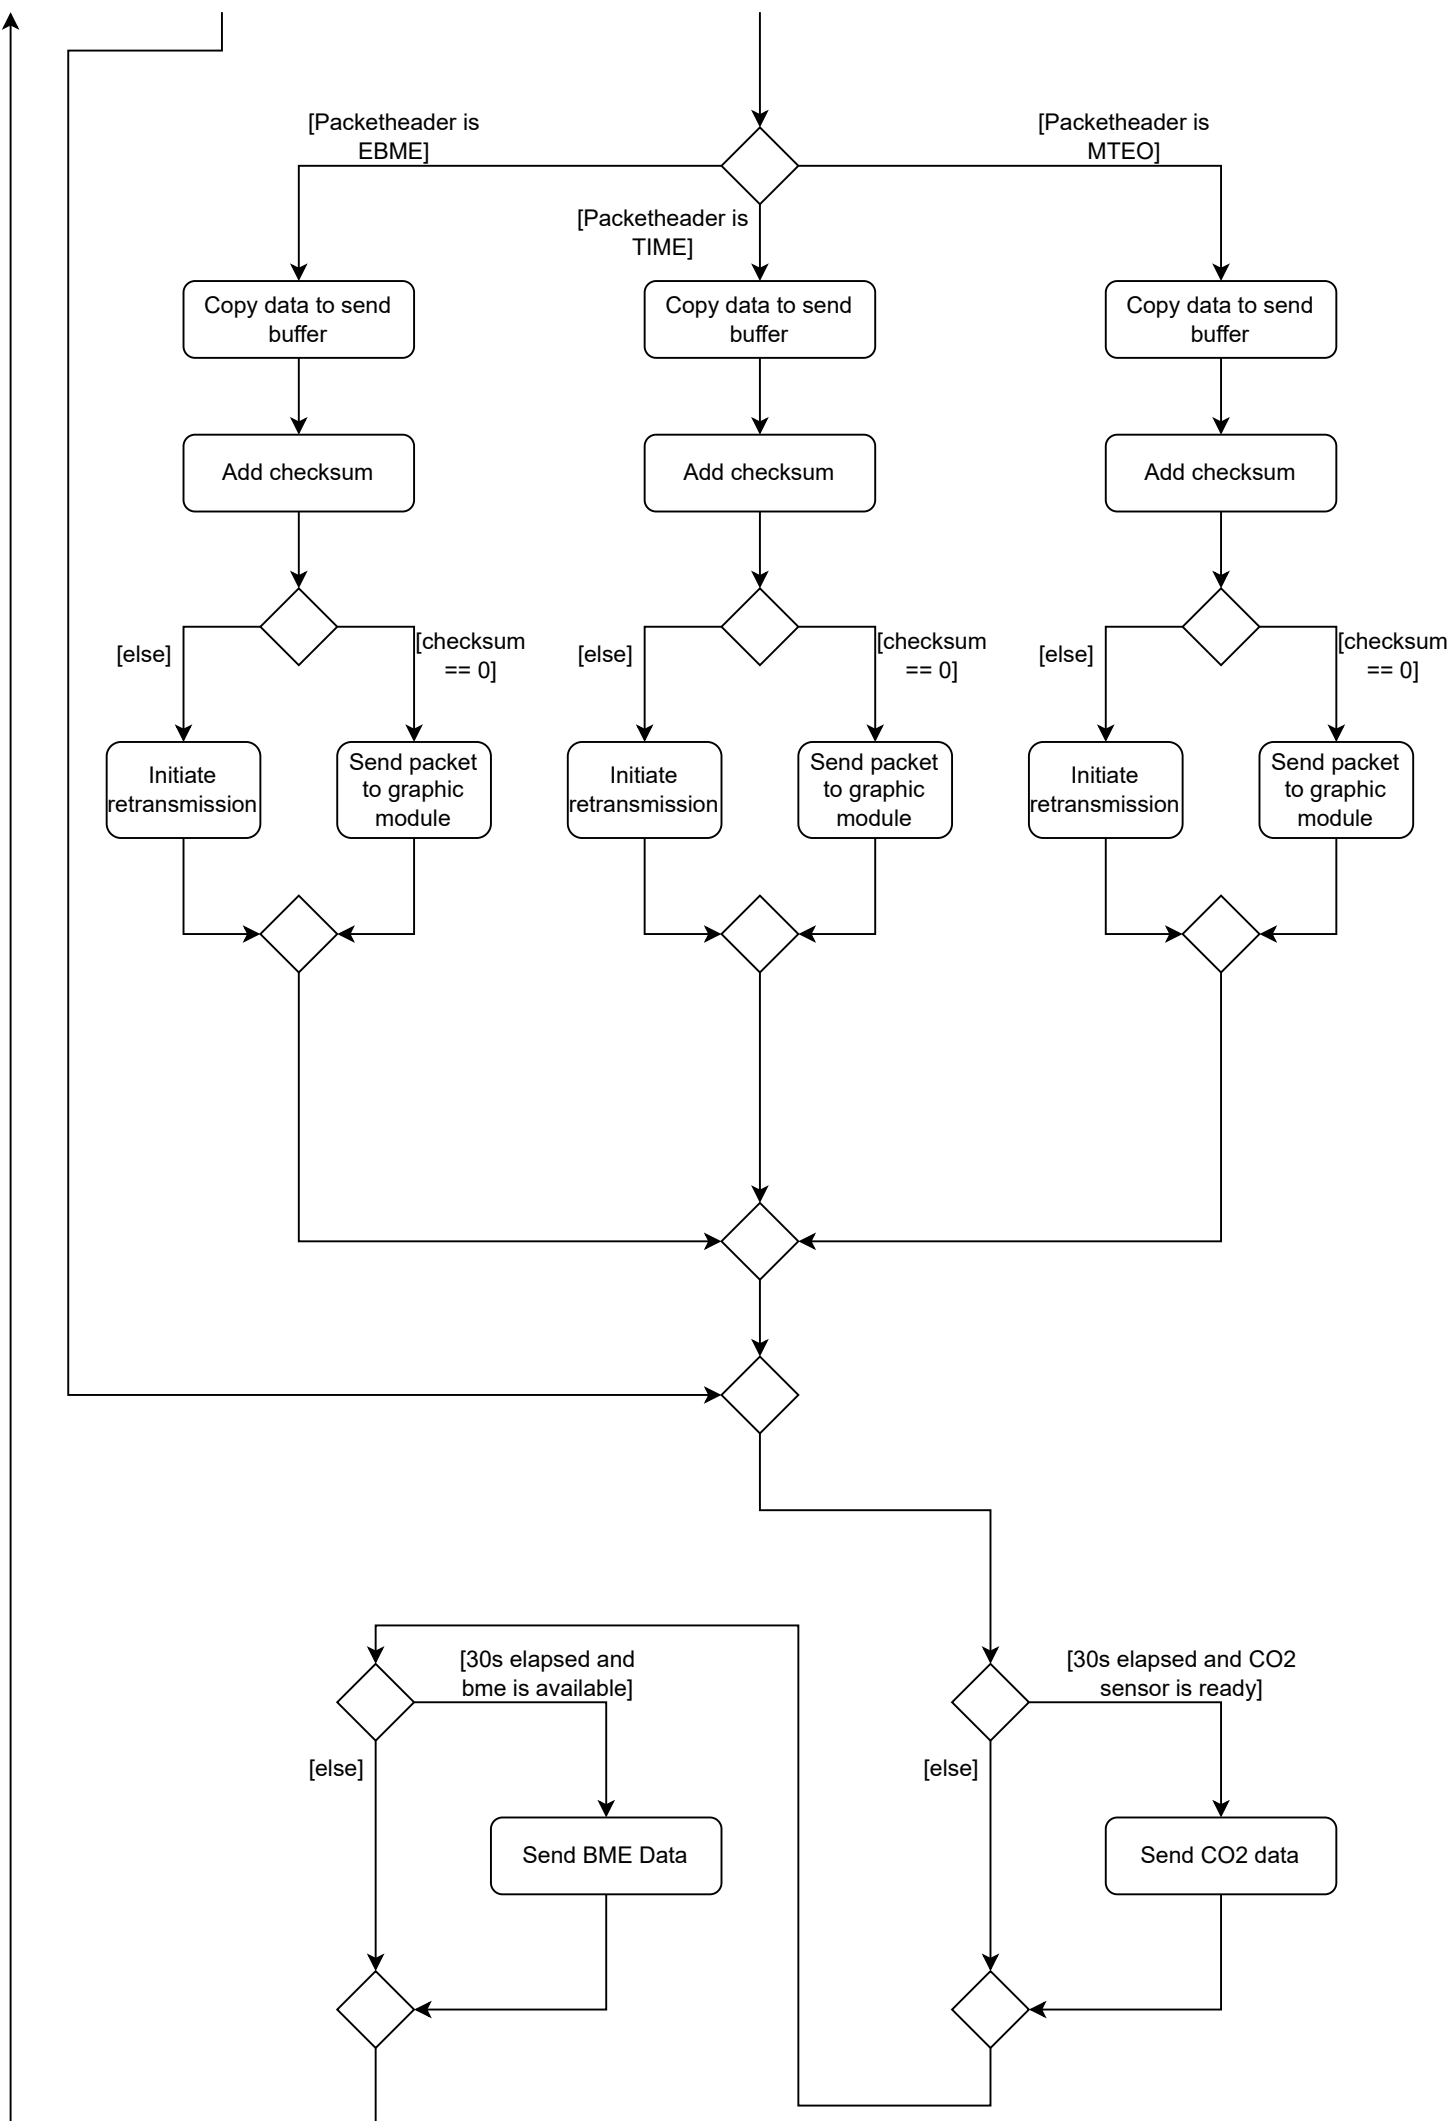 [Packetheader is
EBME]
[Packetheader is
MTEO]
[Packetheader is
TIME]
Copy data to send
buffer
Copy data to send
buffer
Copy data to send
buffer
Add checksum
Add checksum
Add checksum
[else]
[checksum
== 0]
[else]
[checksum
== 0]
[else]
[checksum
== 0]
Initiate
retransmission
Send packet
to graphic
module
Initiate
retransmission
Send packet
to graphic
module
Initiate
retransmission
Send packet
to graphic
module
[30s elapsed and
bme is available]
[30s elapsed and CO2
sensor is ready]
[else]
[else]
Send BME Data
Send CO2 data